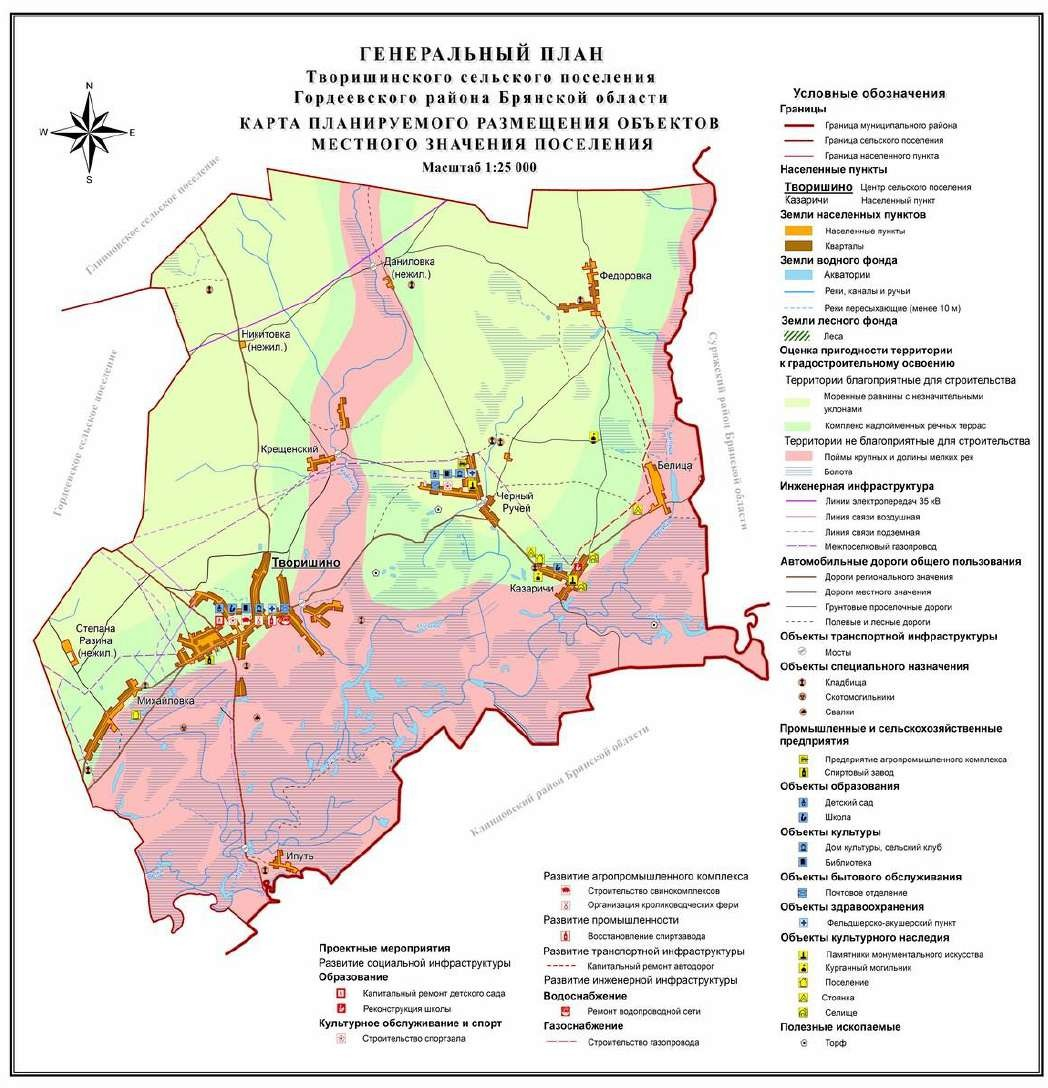 ГЕНЕРАЛЬНЫЙ ПЛАН
Творишинского сельского поселения
Гордеевского района Брянской области
КАРТА ПЛАНИРУЕМОГО РАЗМЕЩЕНИЯ ОБЪЕКТОВ
МЕСТНОГО ЗНАЧЕНИЯ ПОСЕЛЕНИЯ
Масштаб 1:25 000
N
W
E
S
Глинновское сельское поселение
Гордеевское сельское поселение
Суражский район Брянской области
Клинцовский район Брянской области
Даниловка
(нежил.)
Федоровка
Никитовка
(нежил.)
Крещенский
Белица
Черный
Ручей
Творишино
Казаричи
Степана
Разина
(нежил.)
Михайловка
Ипуть
Условные обозначения
Границы
Граница муниципального района
Граница сельского поселения
Граница населенного пункта
Населенные пункты
Творишино Центр сельского поселения
Казаричи Населенный пункт
Земли населенных пунктов
Населенные пункты
Кварталы
Земли водного фонда
Акватории
Реки, каналы и ручьи
Реки пересыхающие (менее 10 м)
Земли лесного фонда
Леса
Оценка пригодности территории
к градостроительному освоению
Территории благоприятные для строительства
Моренные равнины с незначительными
уклонами
Комплекс надпойменных речных террас
Территории не благоприятные для строительства
Поймы крупных и долины мелких рек
Болота
Инженерная инфраструктура
Линии электропередач 35 кВ
Линия связи воздушная
Линия связи подземная
Межпоселковый газопровод
Автомобильные дороги общего пользования
Дороги регионального значения
Дороги местного значения
Грунтовые проселочные дороги
Полевые и лесные дороги
Объекты транспортной инфраструктуры
Мосты
Объекты специального назначения
Кладбища
Скотомогильники
Свалки
Промышленные и сельскохозяйственные
предприятия
Предприятие агропромышленного комплекса
Спиртовый завод
Объекты образования
Детский сад
Школа
Объекты культуры
Дом культуры, сельский клуб
Библиотека
Объекты бытового обслуживания
Почтовое отделение
Объекты здравоохранения
Фельдшерско-акушерский пункт
Объекты культурного наследия
Памятники монументального искусства
Курганный могильник
Поселение
Стоянка
Селище
Полезные ископаемые
Торф
Проектные мероприятия
Развитие социальной инфраструктуры
Образование
Капитальный ремонт детского сада
Реконструкция школы
Культурное обслуживание и спорт
Строительство спортзала
Развитие агропромышленного комплекса
Строительство свинокомплексов
Организация кролиководческих ферм
Развитие промышленности
Восстановление спиртзавода
Развитие транспортной инфраструктуры
Капитальный ремонт автодорог
Развитие инженерной инфраструктуры
Водоснабжение
Ремонт водопроводной сети
Газоснабжение
Строительство газопровода